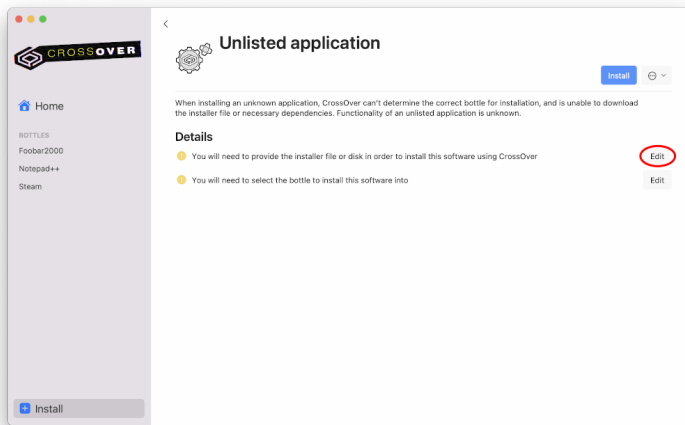 CROSSOVER
Unlisted application
Install
Home
When installing an unknown application, CrossOver can't determine the correct bottle for installation, and is unable to download
the installer file or necessary dependencies. Functionality of an unlisted application is unknown.
BOTTLES
Foobar2000
Notepad++
Steam
Details
You will need to provide the installer file or disk in order to install this software using CrossOver
Edit
You will need to select the bottle to install this software into
Edit
Install